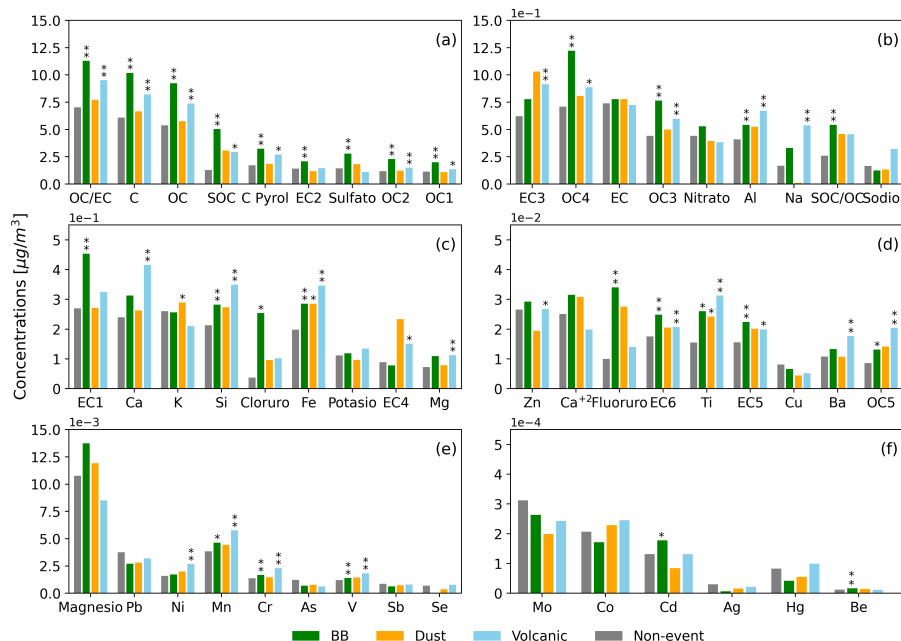 1e−1
15.0
12.5
10.0
7.5
5.0
2.5
0.0
(a)
** ** ** ** ** ** ** ** ** ** ** ** ** ** * *
OC/EC C OC SOC C Pyrol EC2 Sulfato OC2 OC1
15.0
12.5
10.0
7.5
5.0
2.5
0.0
(b)
** ** * ** ** ** ** ** **
EC3 OC4 EC OC3 Nitrato Al Na SOC/OC Sodio
Concentrations [μg/m³]
1e−1
5
4
3
2
1
0
(c)
** ** * ** ** * ** * ** * **
EC1 Ca K Si Cloruro Fe Potasio EC4 Mg
1e−2
5
4
3
2
1
0
(d)
* ** ** ** * * ** ** * ** * **
Zn Ca⁺² Fluoruro EC6 Ti EC5 Cu Ba OC5
1e−3
15.0
12.5
10.0
7.5
5.0
2.5
0.0
(e)
** * ** ** ** * **
Magnesio Pb Ni Mn Cr As V Sb Se
1e−4
5
4
3
2
1
0
(f)
* **
Mo Co Cd Ag Hg Be
BB Dust Volcanic Non-event